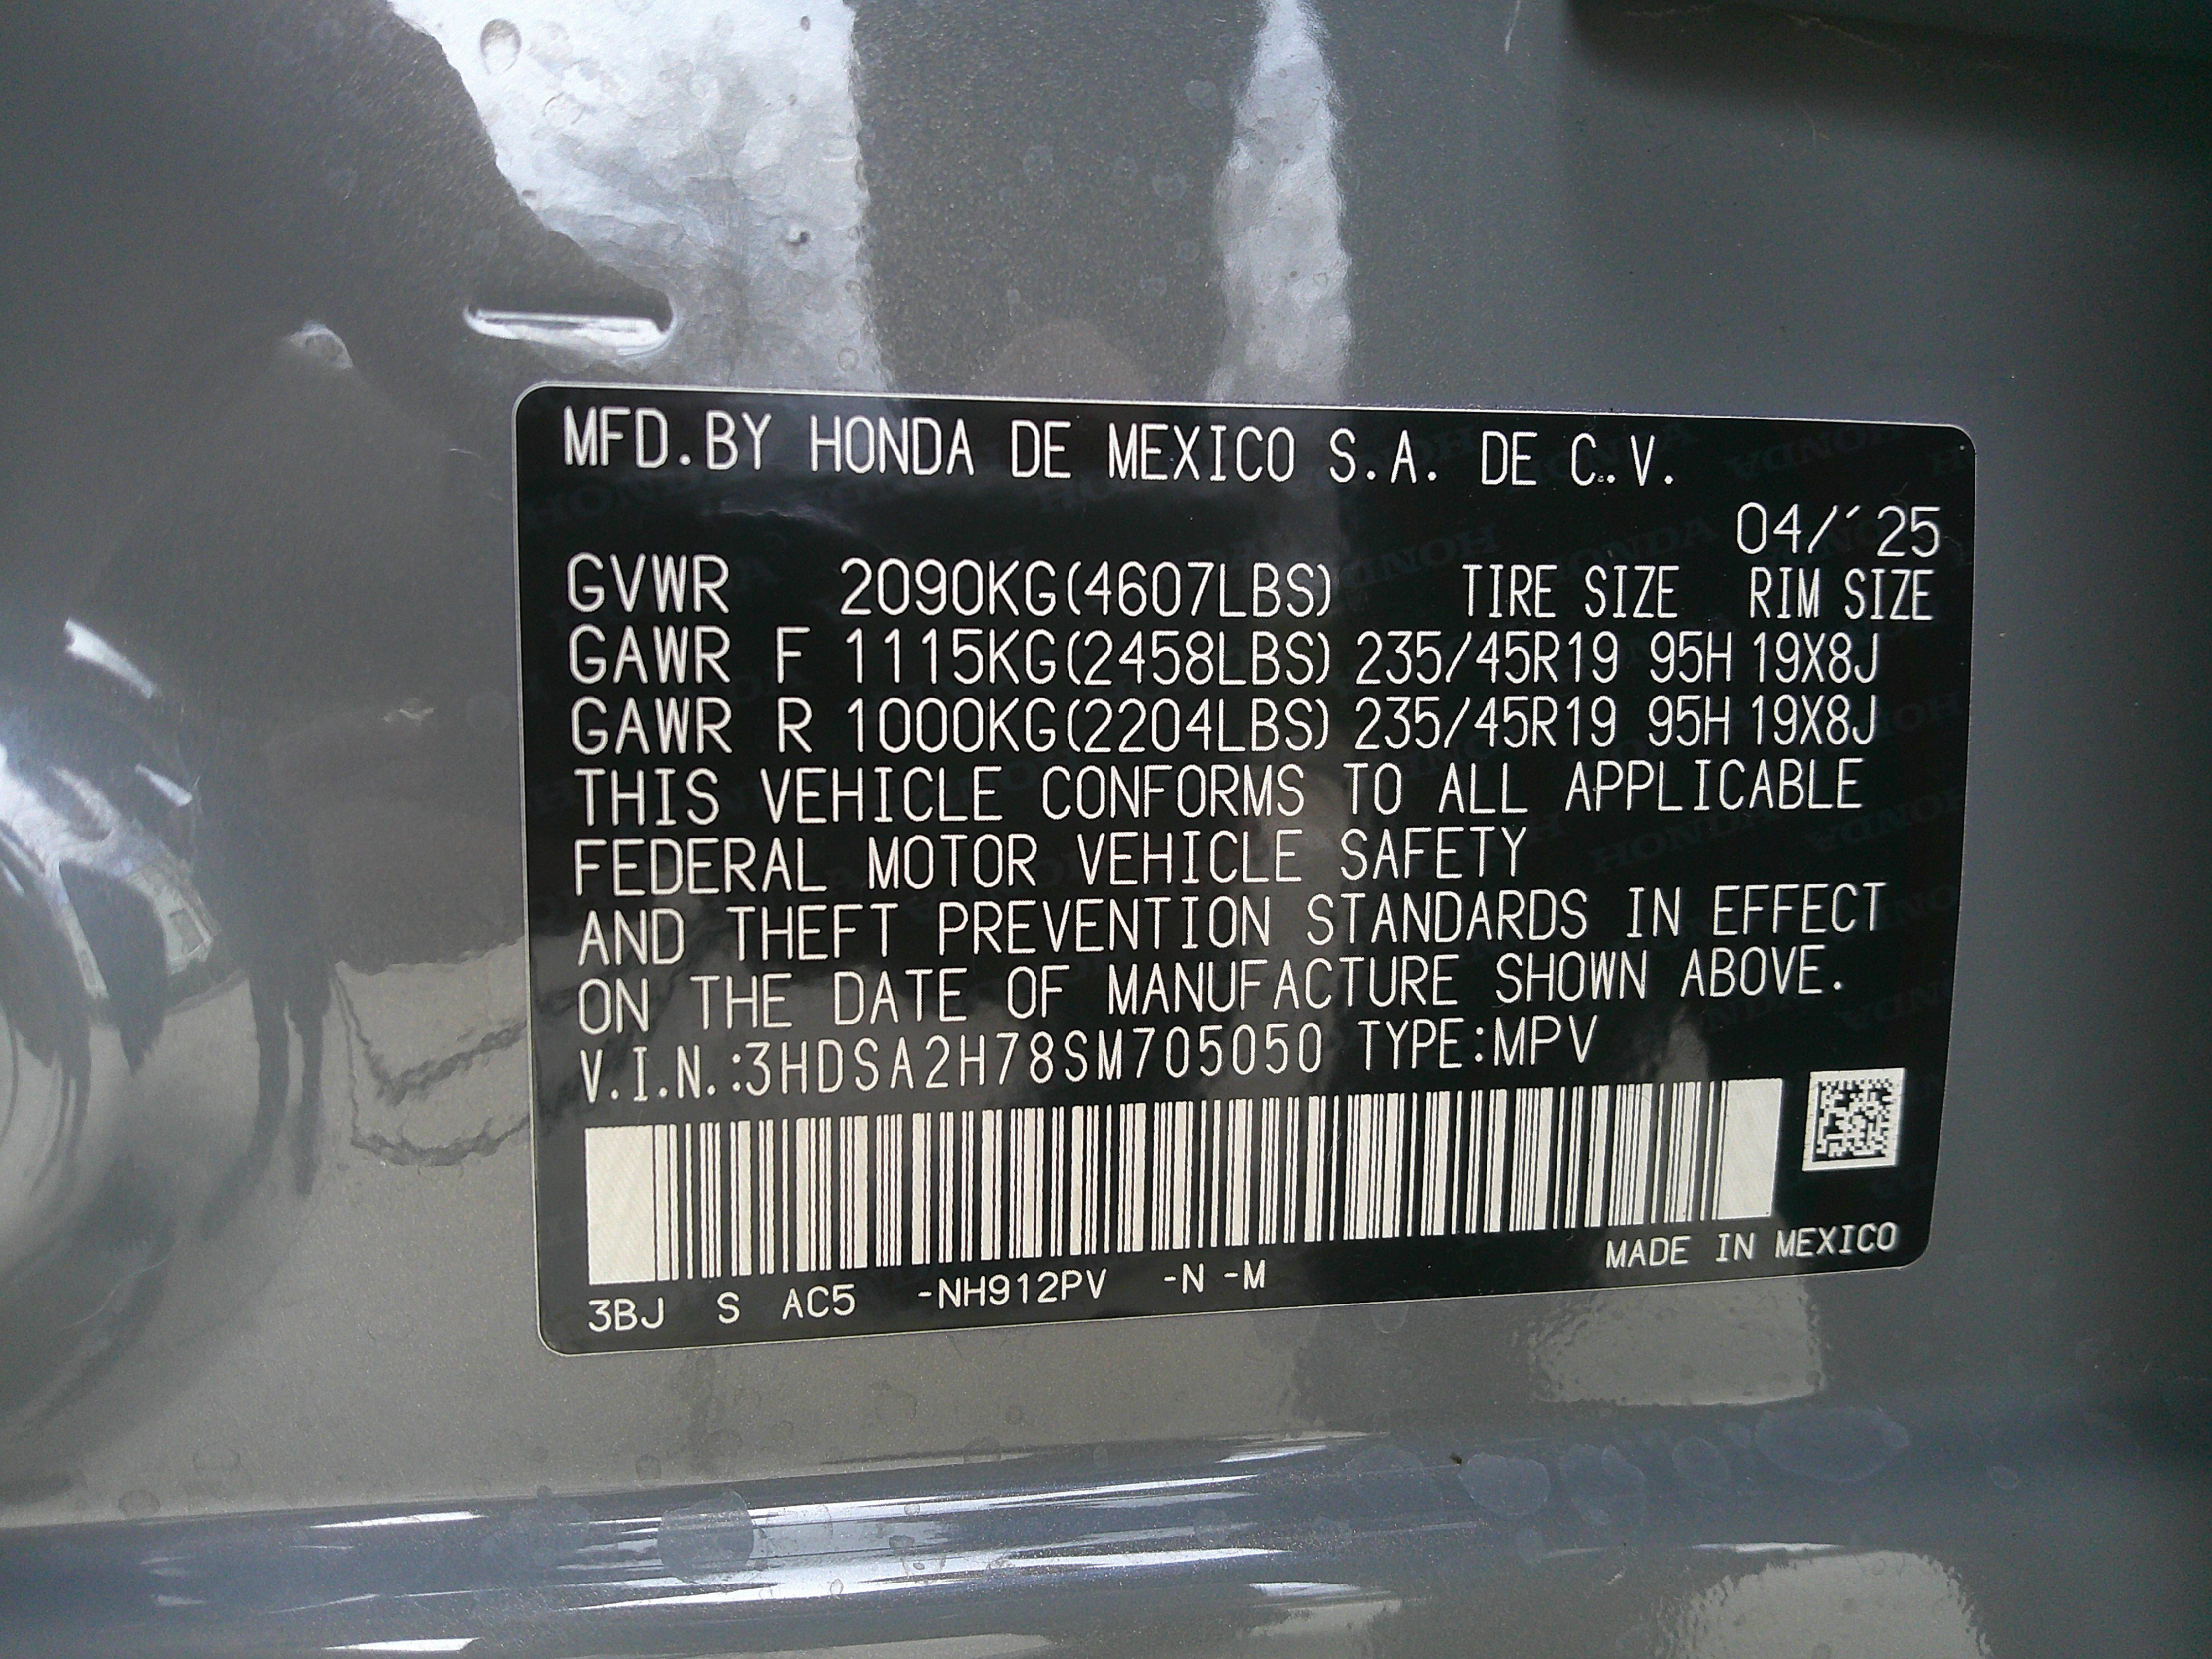 MFD.BY HONDA DE MEXICO S.A. DE C.V.
04/´25
GVWR 2090KG(4607LBS) TIRE SIZE RIM SIZE
GAWR F 1115KG(2458LBS) 235/45R19 95H 19X8J
GAWR R 1000KG(2204LBS) 235/45R19 95H 19X8J
THIS VEHICLE CONFORMS TO ALL APPLICABLE
FEDERAL MOTOR VEHICLE SAFETY
AND THEFT PREVENTION STANDARDS IN EFFECT
ON THE DATE OF MANUFACTURE SHOWN ABOVE.
V.I.N.:3HDSA2H78SM705050 TYPE:MPV
MADE IN MEXICO
3BJ S AC5 -NH912PV -N -M